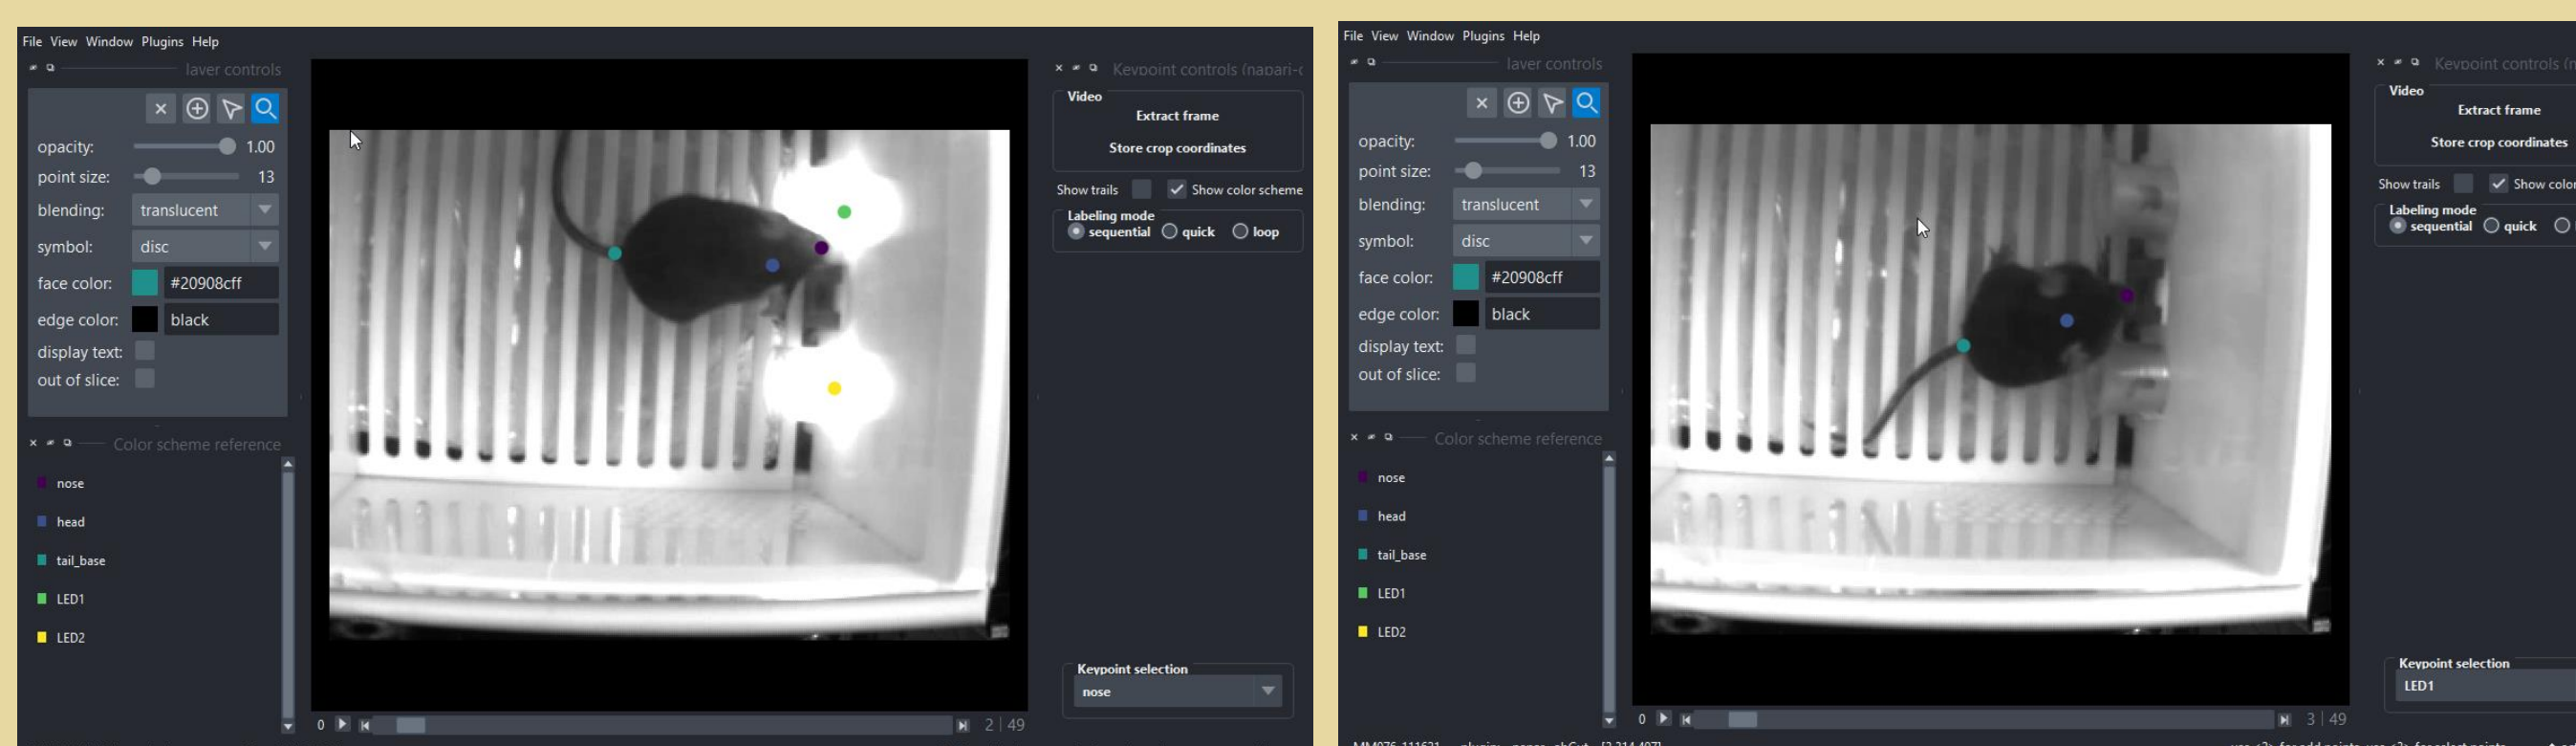 File View Window Plugins Help
layer controls
opacity: 1.00
point size: 13
blending: translucent
symbol: disc
face color: #20908cff
edge color: black
display text:
out of slice:
Color scheme reference
nose
head
tail_base
LED1
LED2
0 2 | 49
Keypoint controls (napari-d
Video
Extract frame
Store crop coordinates
Show trails Show color scheme
Labeling mode
sequential quick loop
Keypoint selection
nose
File View Window Plugins Help
layer controls
opacity: 1.00
point size: 13
blending: translucent
symbol: disc
face color: #20908cff
edge color: black
display text:
out of slice:
Color scheme reference
nose
head
tail_base
LED1
LED2
0 3 | 49
Keypoint controls (n
Video
Extract frame
Store crop coordinates
Show trails Show color
Labeling mode
sequential quick
Keypoint selection
LED1